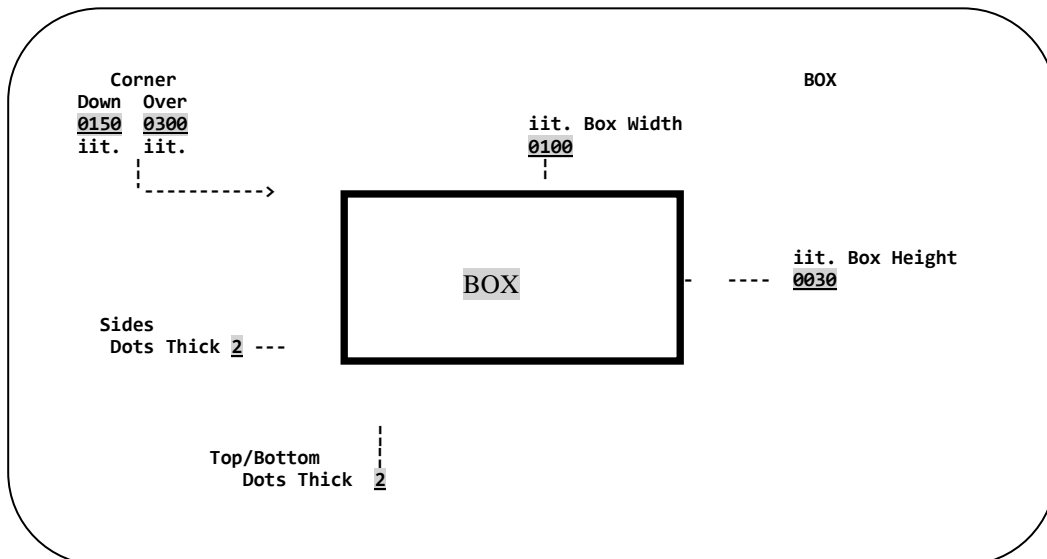 Corner BOX
Down Over
0150 0300 iit. Box Width
iit. iit. 0100
iit. Box Height
BOX 0030
Sides
Dots Thick 2
Top/Bottom
Dots Thick 2